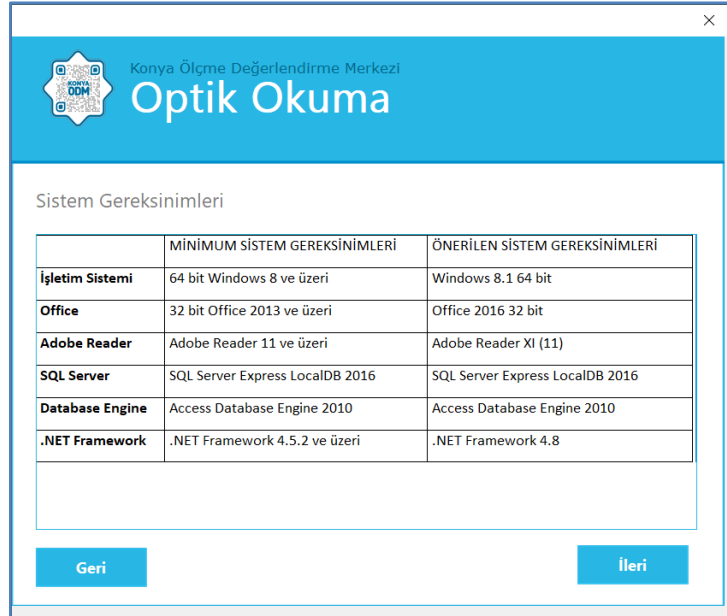 KONYA
ODM
Konya Ölçme Değerlendirme Merkezi
Optik Okuma
Sistem Gereksinimleri
MİNİMUM SİSTEM GEREKSİNİMLERİ ÖNERİLEN SİSTEM GEREKSİNİMLERİ
İşletim Sistemi 64 bit Windows 8 ve üzeri Windows 8.1 64 bit
Office 32 bit Office 2013 ve üzeri Office 2016 32 bit
Adobe Reader Adobe Reader 11 ve üzeri Adobe Reader XI (11)
SQL Server SQL Server Express LocalDB 2016 SQL Server Express LocalDB 2016
Database Engine Access Database Engine 2010 Access Database Engine 2010
.NET Framework .NET Framework 4.5.2 ve üzeri .NET Framework 4.8
Geri İleri